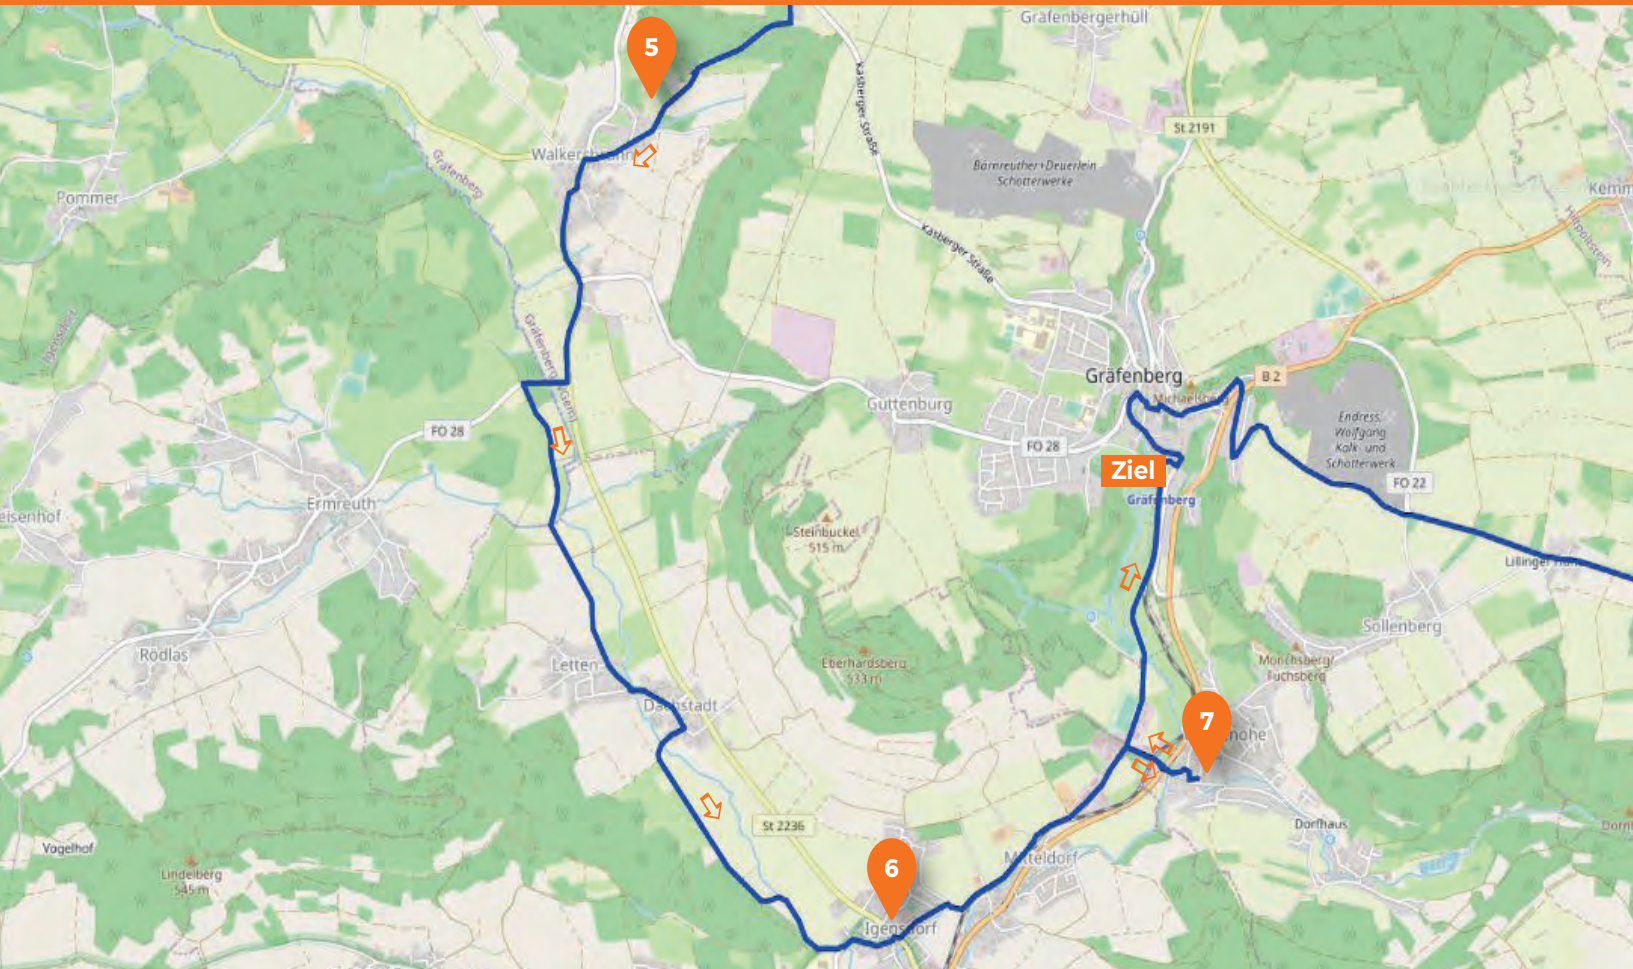 Gräfenbergerhüll
5
Kasberger Straße
St 2191
Walkersbrunn
Bärnreuther+Deuerlein
Schotterwerke
Gräfenberg
Pommer
Kasberger Straße
Hiltpoltstein
Igensdorf
Gräfenberg
Gräfenberg
B 2
Michaelsberg
Guttenburg
FO 28
FO 28
Endress,
Wolfgang
Kalk- und
Schotterwerk
Ziel
FO 22
Gräfenberg
Ermreuth
Steinbuckel
515 m
Sollenberg
Rödlas
Letten
Eberhardsberg
533 m
Mönchsberg/
Fuchsberg
Dachstadt
7
St 2236
Dorfhaus
Vogelhof
Mitteldorf
Lindelberg
545 m
6
Igensdorf